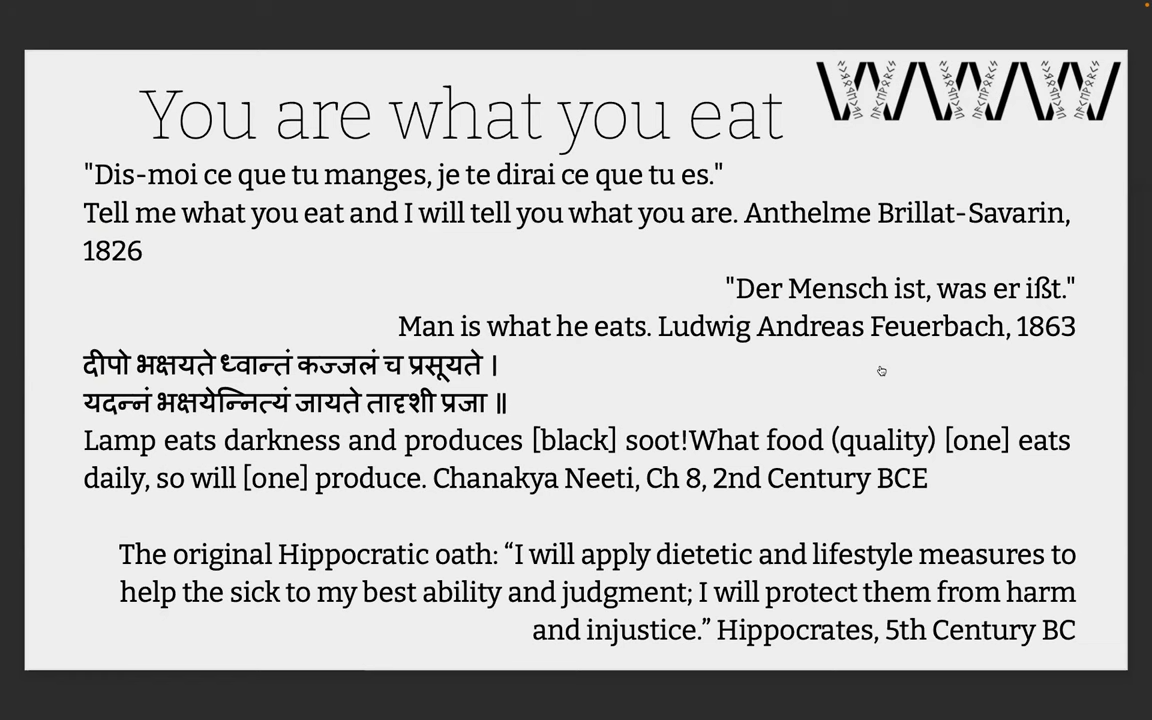 You are what you eat
"Dis-moi ce que tu manges, je te dirai ce que tu es."
Tell me what you eat and I will tell you what you are. Anthelme Brillat-Savarin,
1826
"Der Mensch ist, was er ißt."
Man is what he eats. Ludwig Andreas Feuerbach, 1863
दीपो भक्षयते ध्वान्तं कज्जलं च प्रसूयते ।
यदन्नं भक्षयेन्नित्यं जायते तादृशी प्रजा ॥
Lamp eats darkness and produces [black] soot!What food (quality) [one] eats
daily, so will [one] produce. Chanakya Neeti, Ch 8, 2nd Century BCE
The original Hippocratic oath: “I will apply dietetic and lifestyle measures to
help the sick to my best ability and judgment; I will protect them from harm
and injustice.” Hippocrates, 5th Century BC